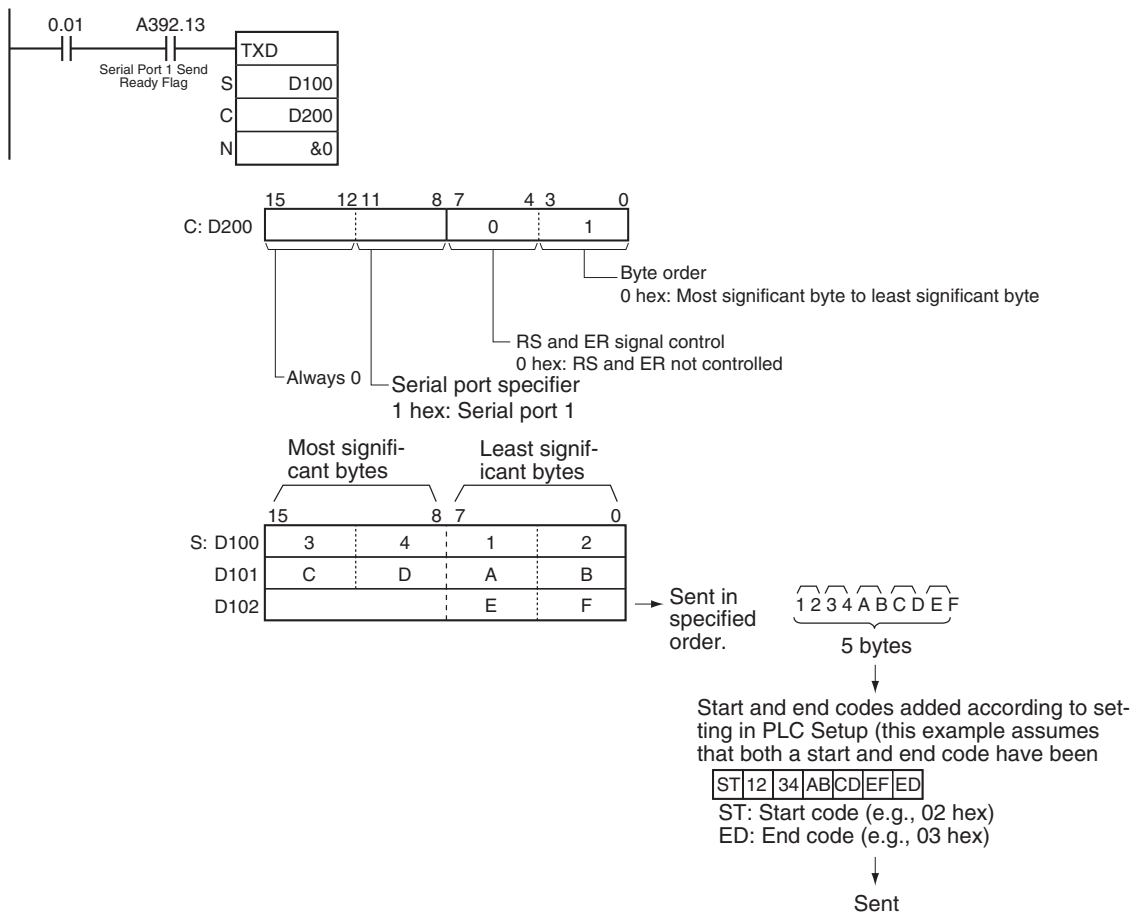 0.01 A392.13
Serial Port 1 Send
Ready Flag
TXD
S D100
C D200
N &0
15 12 11 8 7 4 3 0
C: D200 0 1
Byte order
0 hex: Most significant byte to least significant byte
RS and ER signal control
0 hex: RS and ER not controlled
Always 0
Serial port specifier
1 hex: Serial port 1
Most signifi-
cant bytes
Least signif-
icant bytes
15 8 7 0
S: D100 3 4 1 2
D101 C D A B
D102 E F
Sent in
specified
order.
1 2 3 4 A B C D E F
5 bytes
Start and end codes added according to set-
ting in PLC Setup (this example assumes
that both a start and end code have been
ST 12 34 AB CD EF ED
ST: Start code (e.g., 02 hex)
ED: End code (e.g., 03 hex)
Sent